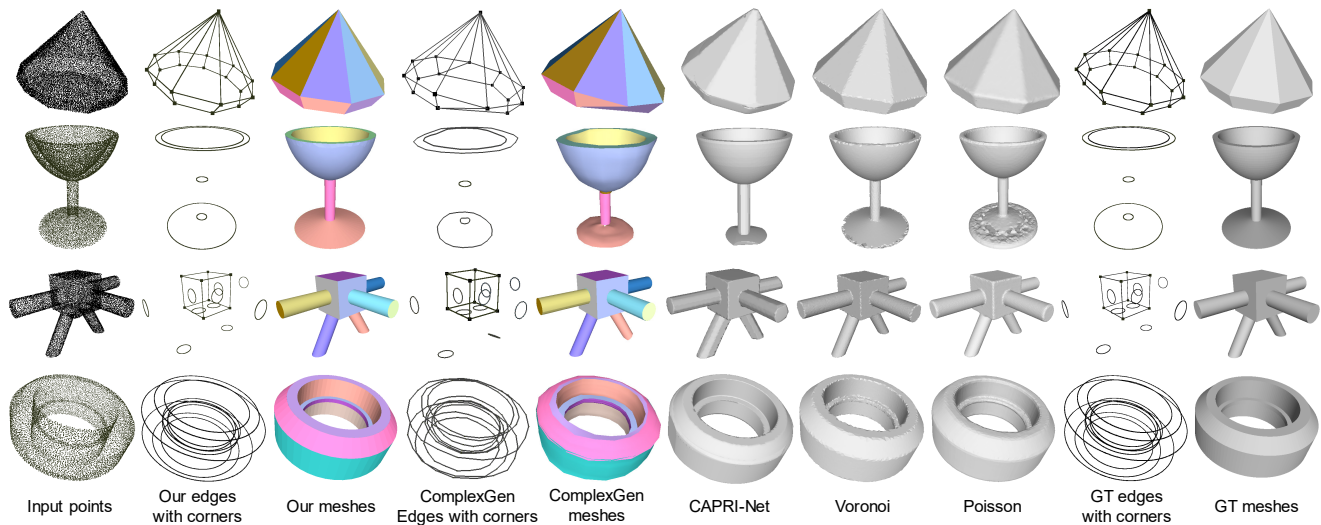 Input points
Our edges
with corners
Our meshes
ComplexGen
Edges with corners
ComplexGen
meshes
CAPRI-Net
Voronoi
Poisson
GT edges
with corners
GT meshes